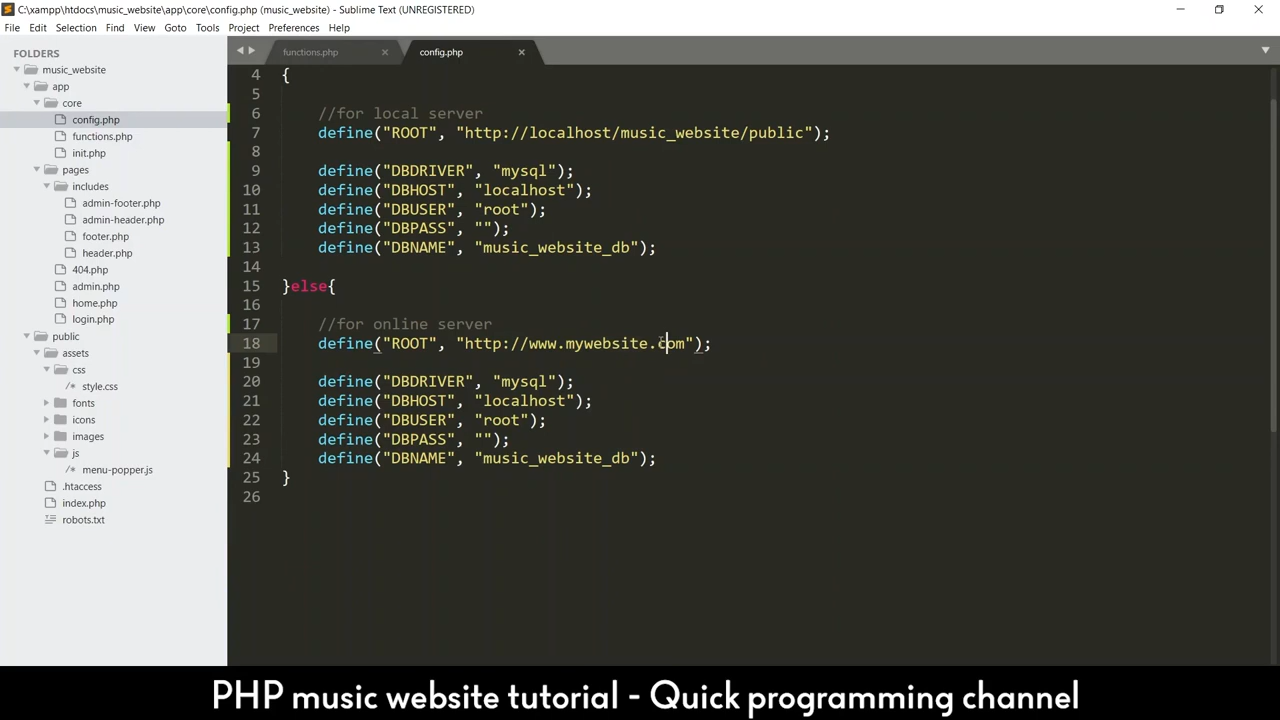 C:\xampp\htdocs\music_website\app\core\config.php (music_website) - Sublime Text (UNREGISTERED)
File Edit Selection Find View Goto Tools Project Preferences Help
FOLDERS
music_website
app
core
config.php
functions.php
init.php
pages
includes
admin-footer.php
admin-header.php
footer.php
header.php
404.php
admin.php
home.php
login.php
public
assets
css
style.css
fonts
icons
images
js
menu-popper.js
.htaccess
index.php
robots.txt
functions.php config.php
4 {
5
6 //for local server
7 define("ROOT", "http://localhost/music_website/public");
8
9 define("DBDRIVER", "mysql");
10 define("DBHOST", "localhost");
11 define("DBUSER", "root");
12 define("DBPASS", "");
13 define("DBNAME", "music_website_db");
14
15 }else{
16
17 //for online server
18 define("ROOT", "http://www.mywebsite.com");
19
20 define("DBDRIVER", "mysql");
21 define("DBHOST", "localhost");
22 define("DBUSER", "root");
23 define("DBPASS", "");
24 define("DBNAME", "music_website_db");
25 }
26
PHP music website tutorial - Quick programming channel